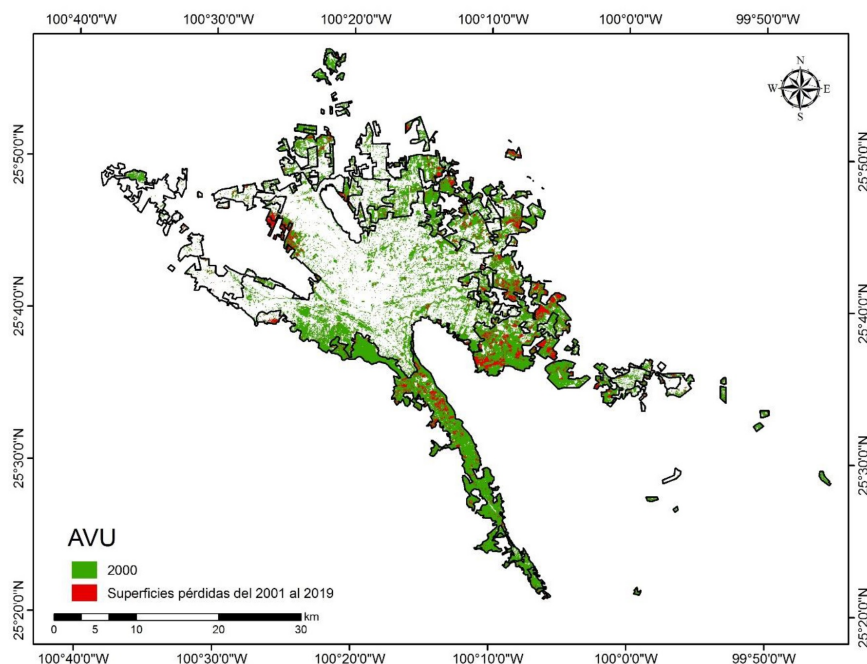 100°40'0"W 100°30'0"W 100°20'0"W 100°10'0"W 100°0'0"W 99°50'0"W
N
W E
S
25°50'0"N 25°50'0"N
25°40'0"N 25°40'0"N
25°30'0"N 25°30'0"N
25°20'0"N 25°20'0"N
AVU
2000
Superficies pérdidas del 2001 al 2019
km
0 5 10 20 30
100°40'0"W 100°30'0"W 100°20'0"W 100°10'0"W 100°0'0"W 99°50'0"W